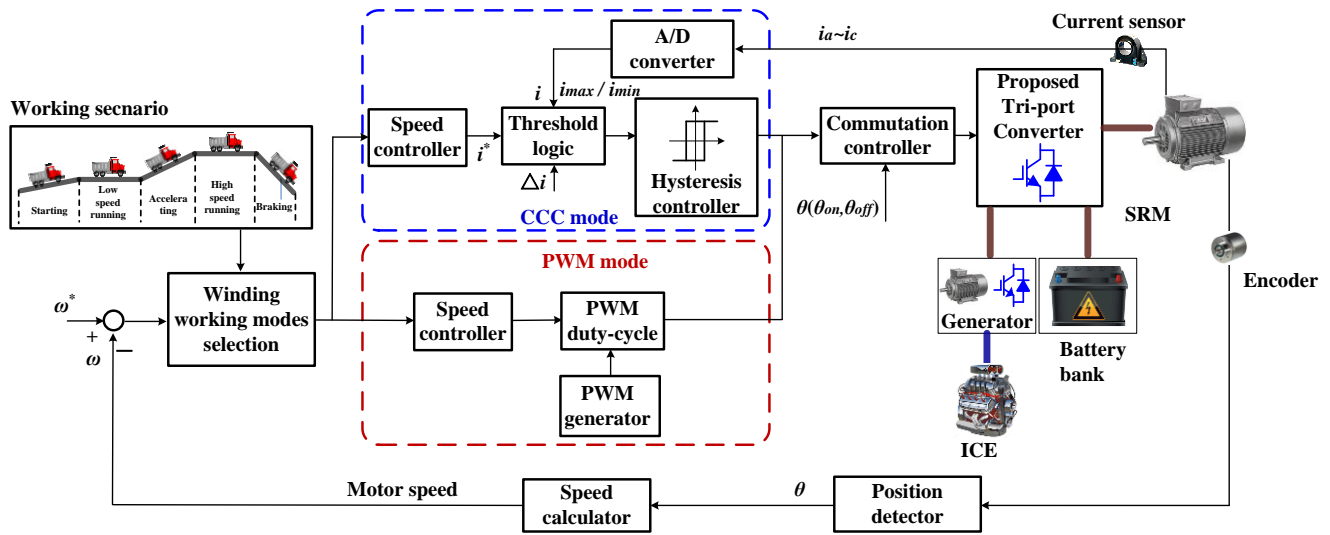 Working secnario
Starting
Low
speed
running
Accelera
ting
High
speed
running
Braking
ω*
+
ω
−
Winding
working modes
selection
A/D
converter
i
imax / imin
Speed
controller
i*
Threshold
logic
Δi
Hysteresis
controller
CCC mode
PWM mode
Speed
controller
PWM
duty-cycle
PWM
generator
Commutation
controller
θ(θon,θoff)
ia~ic
Current sensor
Proposed
Tri-port
Converter
SRM
Encoder
Generator
Battery
bank
ICE
Motor speed
Speed
calculator
θ
Position
detector